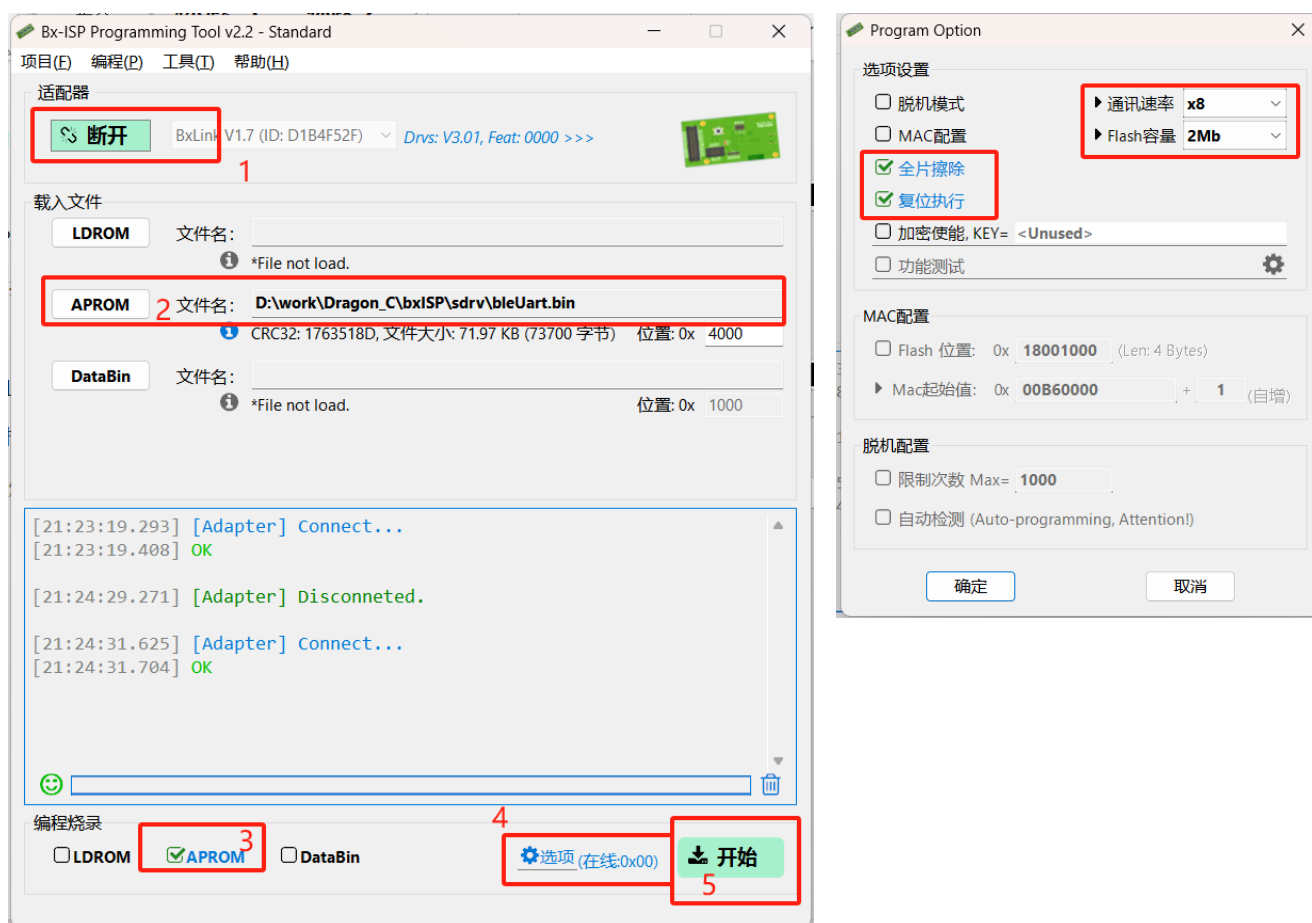 Bx-ISP Programming Tool v2.2 - Standard
项目(F) 编程(P) 工具(T) 帮助(H)
适配器
断开 BxLink V1.7 (ID: D1B4F52F) Drvs: V3.01, Feat: 0000 >>>
1
载入文件
LDROM 文件名:
*File not load.
APROM 2 文件名: D:\work\Dragon_C\bxISP\sdrv\bleUart.bin
CRC32: 1763518D, 文件大小: 71.97 KB (73700 字节) 位置: 0x 4000
DataBin 文件名:
*File not load. 位置: 0x 1000
[21:23:19.293] [Adapter] Connect...
[21:23:19.408] OK
[21:24:29.271] [Adapter] Disconneted.
[21:24:31.625] [Adapter] Connect...
[21:24:31.704] OK
编程烧录
LDROM APROM 3 DataBin 4 选项 (在线:0x00) 开始 5
Program Option
选项设置
脱机模式 通讯速率 x8
MAC配置 Flash容量 2Mb
全片擦除
复位执行
加密使能, KEY= <Unused>
功能测试
MAC配置
Flash 位置: 0x 18001000 (Len: 4 Bytes)
Mac起始值: 0x 00B60000 + 1 (自增)
脱机配置
限制次数 Max= 1000
自动检测 (Auto-programming, Attention!)
确定 取消